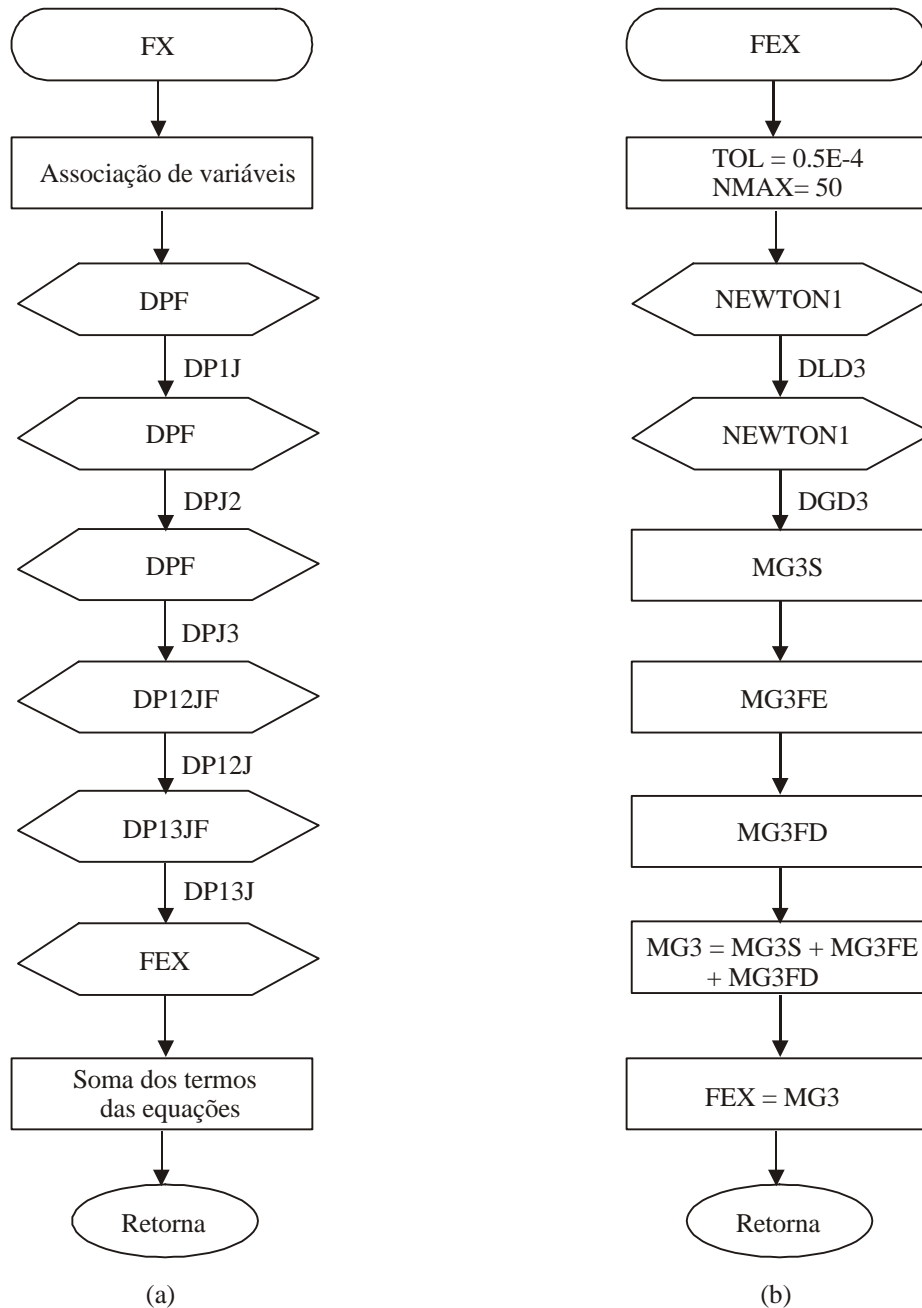 FX
Associação de variáveis
DPF
DP1J
DPF
DPJ2
DPF
DPJ3
DP12JF
DP12J
DP13JF
DP13J
FEX
Soma dos termos
das equações
Retorna
(a)
FEX
TOL = 0.5E-4
NMAX= 50
NEWTON1
DLD3
NEWTON1
DGD3
MG3S
MG3FE
MG3FD
MG3 = MG3S + MG3FE
+ MG3FD
FEX = MG3
Retorna
(b)